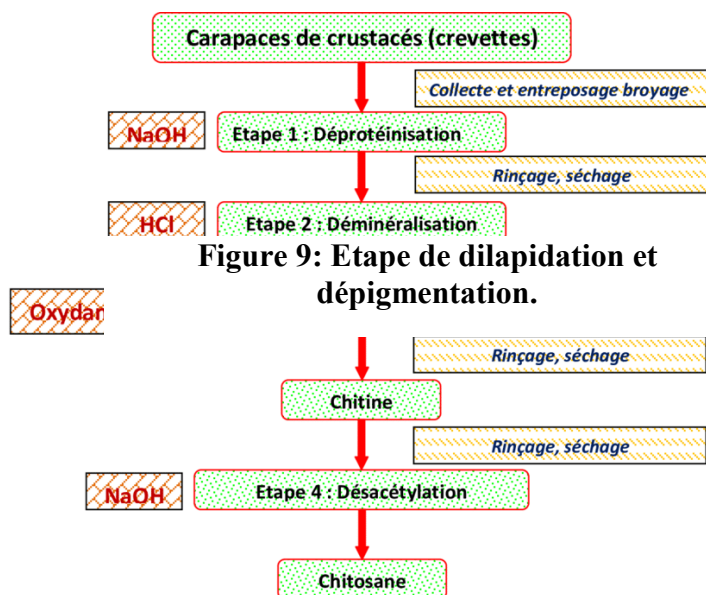 Carapaces de crustacés (crevettes)
Collecte et entreposage broyage
NaOH
Etape 1 : Déprotéinisation
Rinçage, séchage
HCl
Etape 2 : Déminéralisation
Figure 9: Etape de dilapidation et
dépigmentation.
Rinçage, séchage
Chitine
Rinçage, séchage
NaOH
Etape 4 : Désacétylation
Chitosane